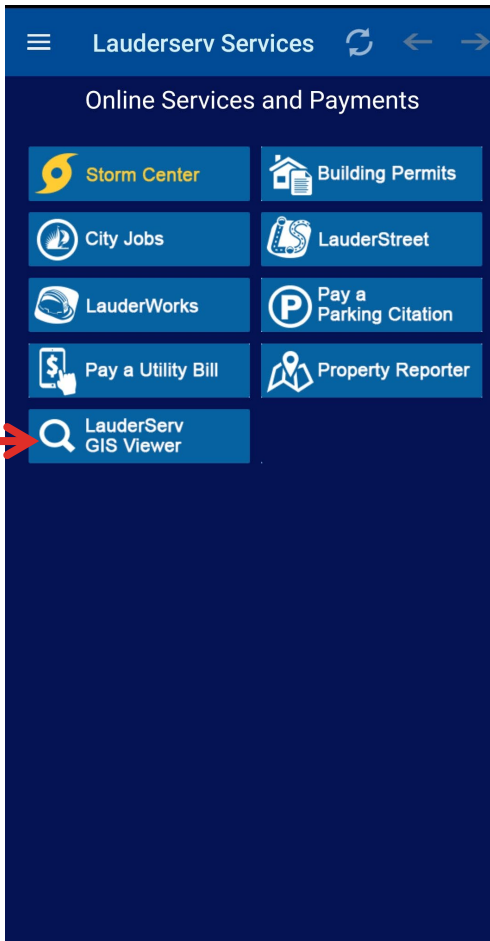 Lauderserv Services
Online Services and Payments
Storm Center
Building Permits
City Jobs
LauderStreet
LauderWorks
P
Pay a
Parking Citation
$
Pay a Utility Bill
Property Reporter
LauderServ
GIS Viewer